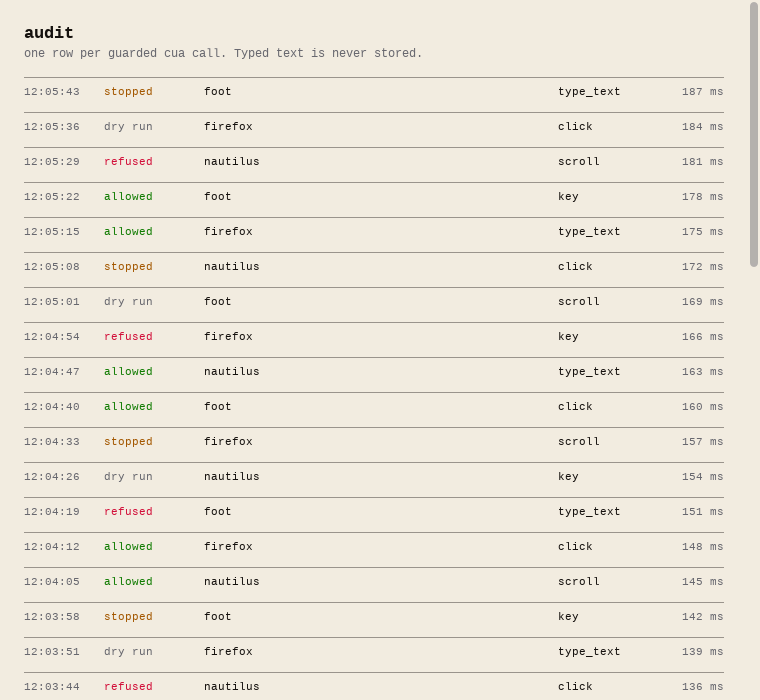 audit
one row per guarded cua call. Typed text is never stored.
12:05:43 stopped foot type_text 187 ms
12:05:36 dry run firefox click 184 ms
12:05:29 refused nautilus scroll 181 ms
12:05:22 allowed foot key 178 ms
12:05:15 allowed firefox type_text 175 ms
12:05:08 stopped nautilus click 172 ms
12:05:01 dry run foot scroll 169 ms
12:04:54 refused firefox key 166 ms
12:04:47 allowed nautilus type_text 163 ms
12:04:40 allowed foot click 160 ms
12:04:33 stopped firefox scroll 157 ms
12:04:26 dry run nautilus key 154 ms
12:04:19 refused foot type_text 151 ms
12:04:12 allowed firefox click 148 ms
12:04:05 allowed nautilus scroll 145 ms
12:03:58 stopped foot key 142 ms
12:03:51 dry run firefox type_text 139 ms
12:03:44 refused nautilus click 136 ms